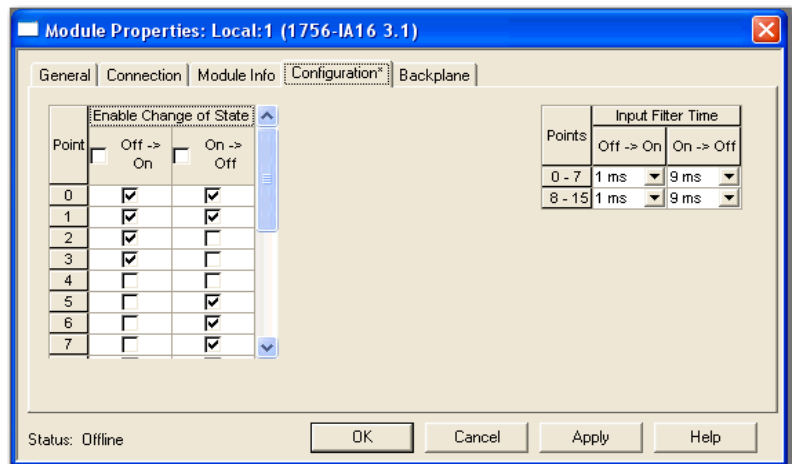 Module Properties: Local:1 (1756-IA16 3.1)
General Connection Module Info Configuration* Backplane
Enable Change of State
Point Off -> On On -> Off
0
1
2
3
4
5
6
7
Input Filter Time
Points Off -> On On -> Off
0 - 7 1 ms 9 ms
8 - 15 1 ms 9 ms
Status: Offline OK Cancel Apply Help